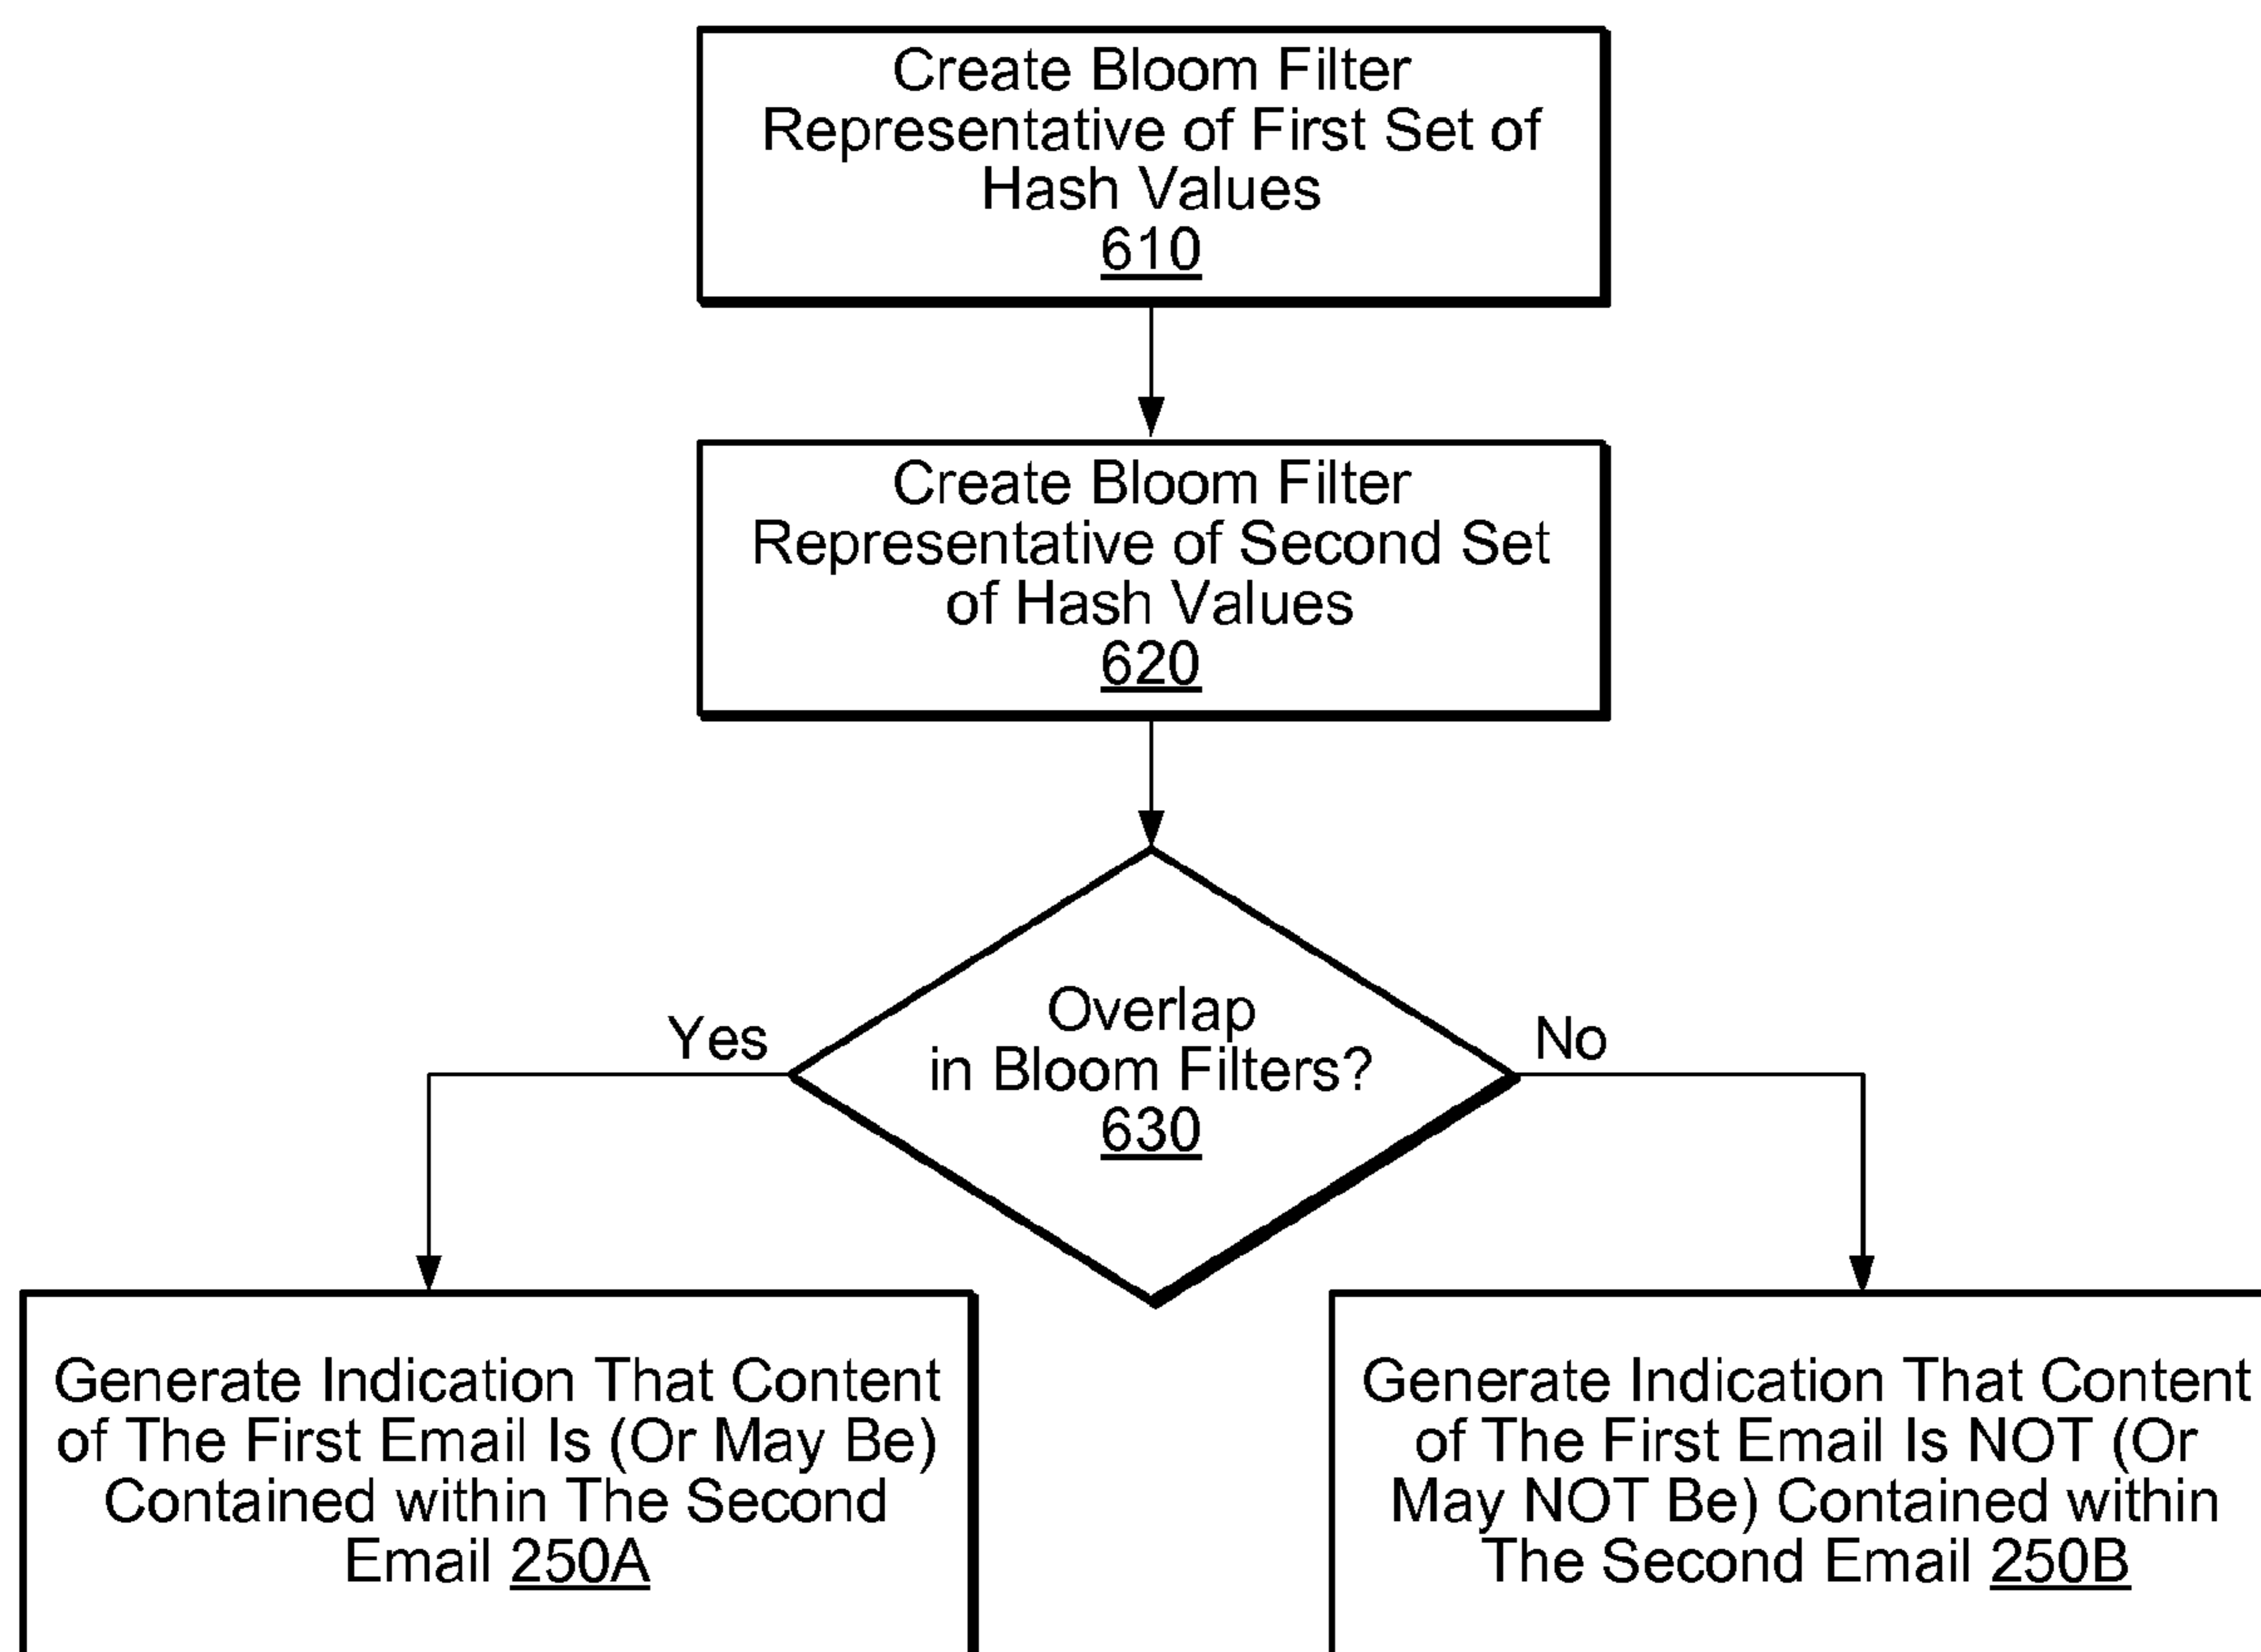 Create Bloom Filter
Representative of First Set of
Hash Values
610
Create Bloom Filter
Representative of Second Set
of Hash Values
620
Overlap
in Bloom Filters?
630
Yes
No
Generate Indication That Content
of The First Email Is (Or May Be)
Contained within The Second
Email 250A
Generate Indication That Content
of The First Email Is NOT (Or
May NOT Be) Contained within
The Second Email 250B